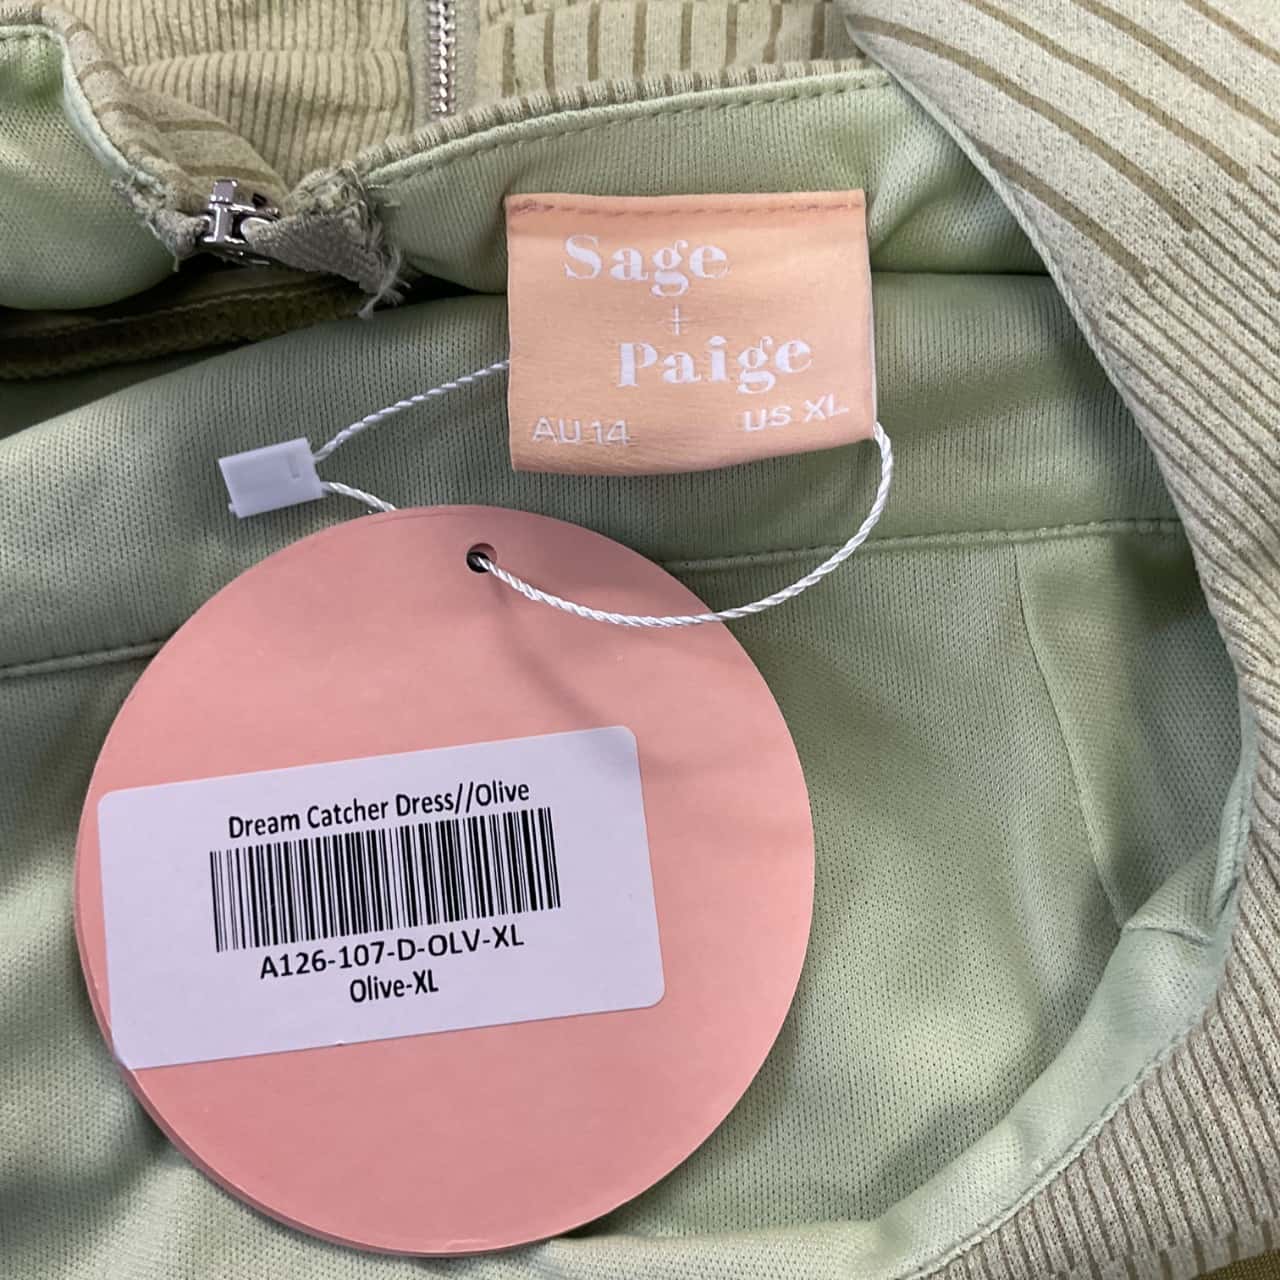 Sage
+
Paige
AU 14 US XL
Dream Catcher Dress//Olive
A126-107-D-OLV-XL
Olive-XL